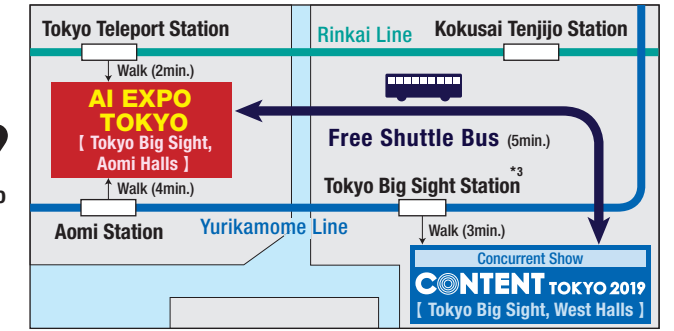 Tokyo Teleport Station
Rinkai Line
Kokusai Tenjijo Station
Walk (2min.)
AI EXPO
TOKYO
[ Tokyo Big Sight,
Aomi Halls ]
Free Shuttle Bus (5min.)
Walk (4min.)
Tokyo Big Sight Station*3
Aomi Station
Yurikamome Line
Walk (3min.)
Concurrent Show
CONTENT TOKYO 2019
[ Tokyo Big Sight, West Halls ]